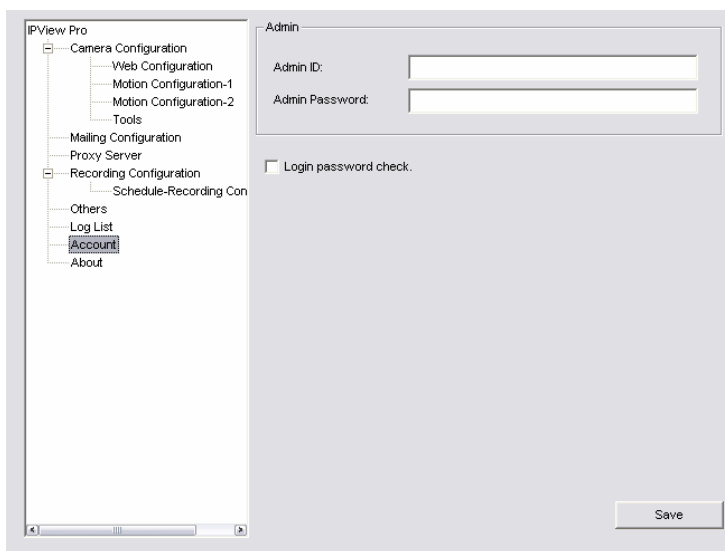 IPView Pro
Camera Configuration
Web Configuration
Motion Configuration-1
Motion Configuration-2
Tools
Mailing Configuration
Proxy Server
Recording Configuration
Schedule-Recording Con
Others
Log List
Account
About
Admin
Admin ID:
Admin Password:
Login password check.
Save